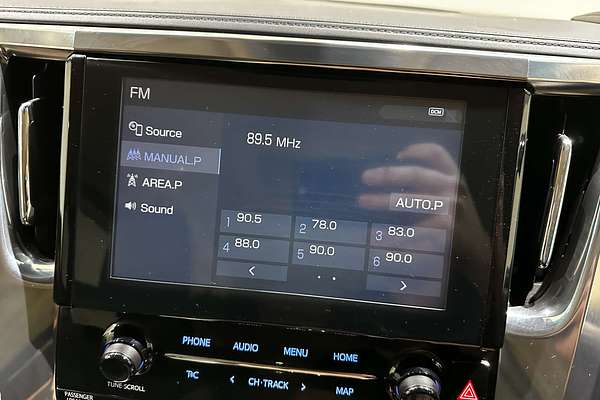 FM
DCM
Source
89.5 MHz
MANUAL.P
AREA.P
AUTO.P
Sound
1 90.5
2 78.0
3 83.0
4 88.0
5 90.0
6 90.0
< >
PHONE AUDIO MENU HOME
T/C < CH·TRACK > MAP
TUNE·SCROLL
PASSENGER